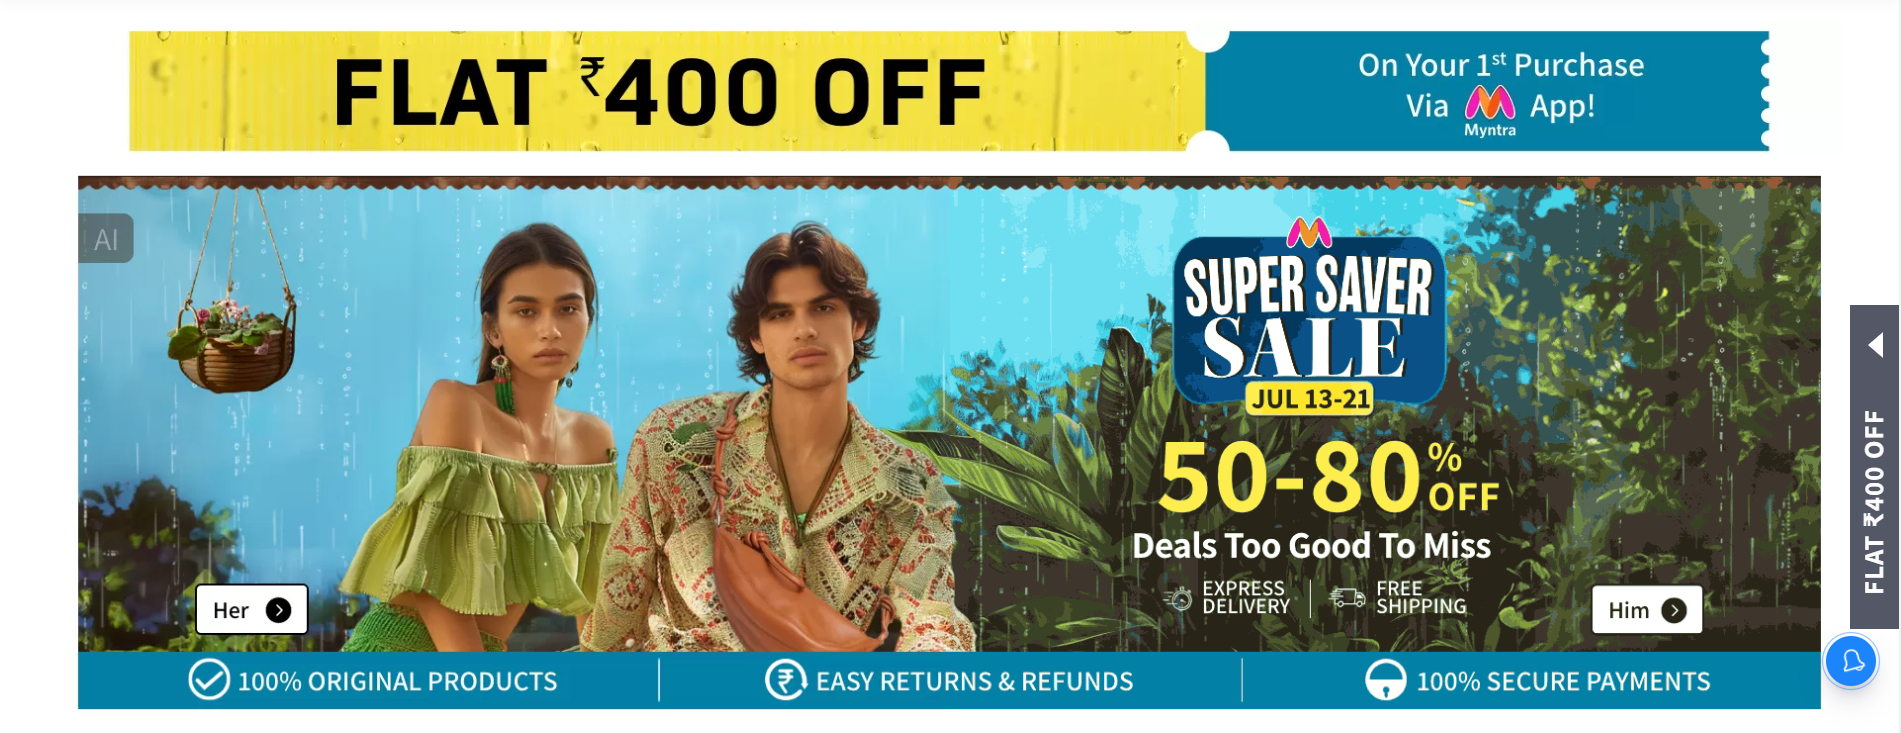 FLAT ₹400 OFF
On Your 1st Purchase
Via Myntra App!
AI
SUPER SAVER
SALE
JUL 13-21
50-80% OFF
Deals Too Good To Miss
EXPRESS DELIVERY
FREE SHIPPING
Her
Him
100% ORIGINAL PRODUCTS
EASY RETURNS & REFUNDS
100% SECURE PAYMENTS
FLAT ₹400 OFF